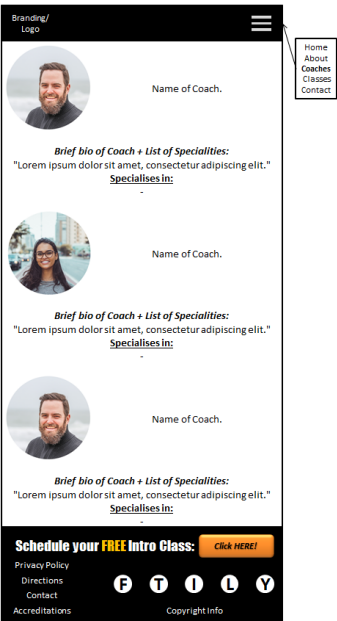 Branding/
Logo
Home
About
Coaches
Classes
Contact
Name of Coach.
Brief bio of Coach + List of Specialities:
"Lorem ipsum dolor sit amet, consectetur adipiscing elit."
Specialises in:
-
Name of Coach.
Brief bio of Coach + List of Specialities:
"Lorem ipsum dolor sit amet, consectetur adipiscing elit."
Specialises in:
-
Name of Coach.
Brief bio of Coach + List of Specialities:
"Lorem ipsum dolor sit amet, consectetur adipiscing elit."
Specialises in:
-
Schedule your FREE Intro Class: Click HERE!
Privacy Policy
Directions
Contact
Accreditations
F T I L Y
Copyright Info